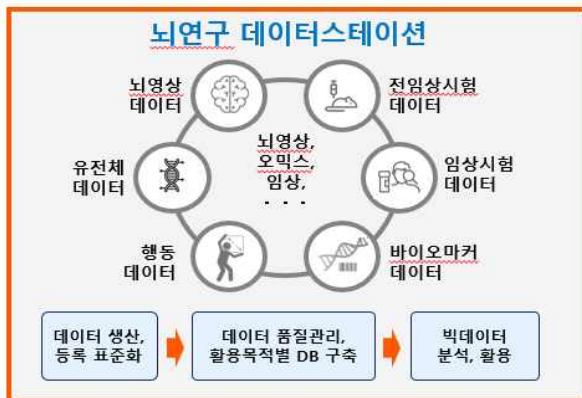 뇌연구 데이터스테이션
뇌영상
데이터
전임상시험
데이터
뇌영상,
오믹스,
임상,
· · ·
유전체
데이터
임상시험
데이터
행동
데이터
바이오마커
데이터
데이터 생산,
등록 표준화
데이터 품질관리,
활용목적별 DB 구축
빅데이터
분석, 활용